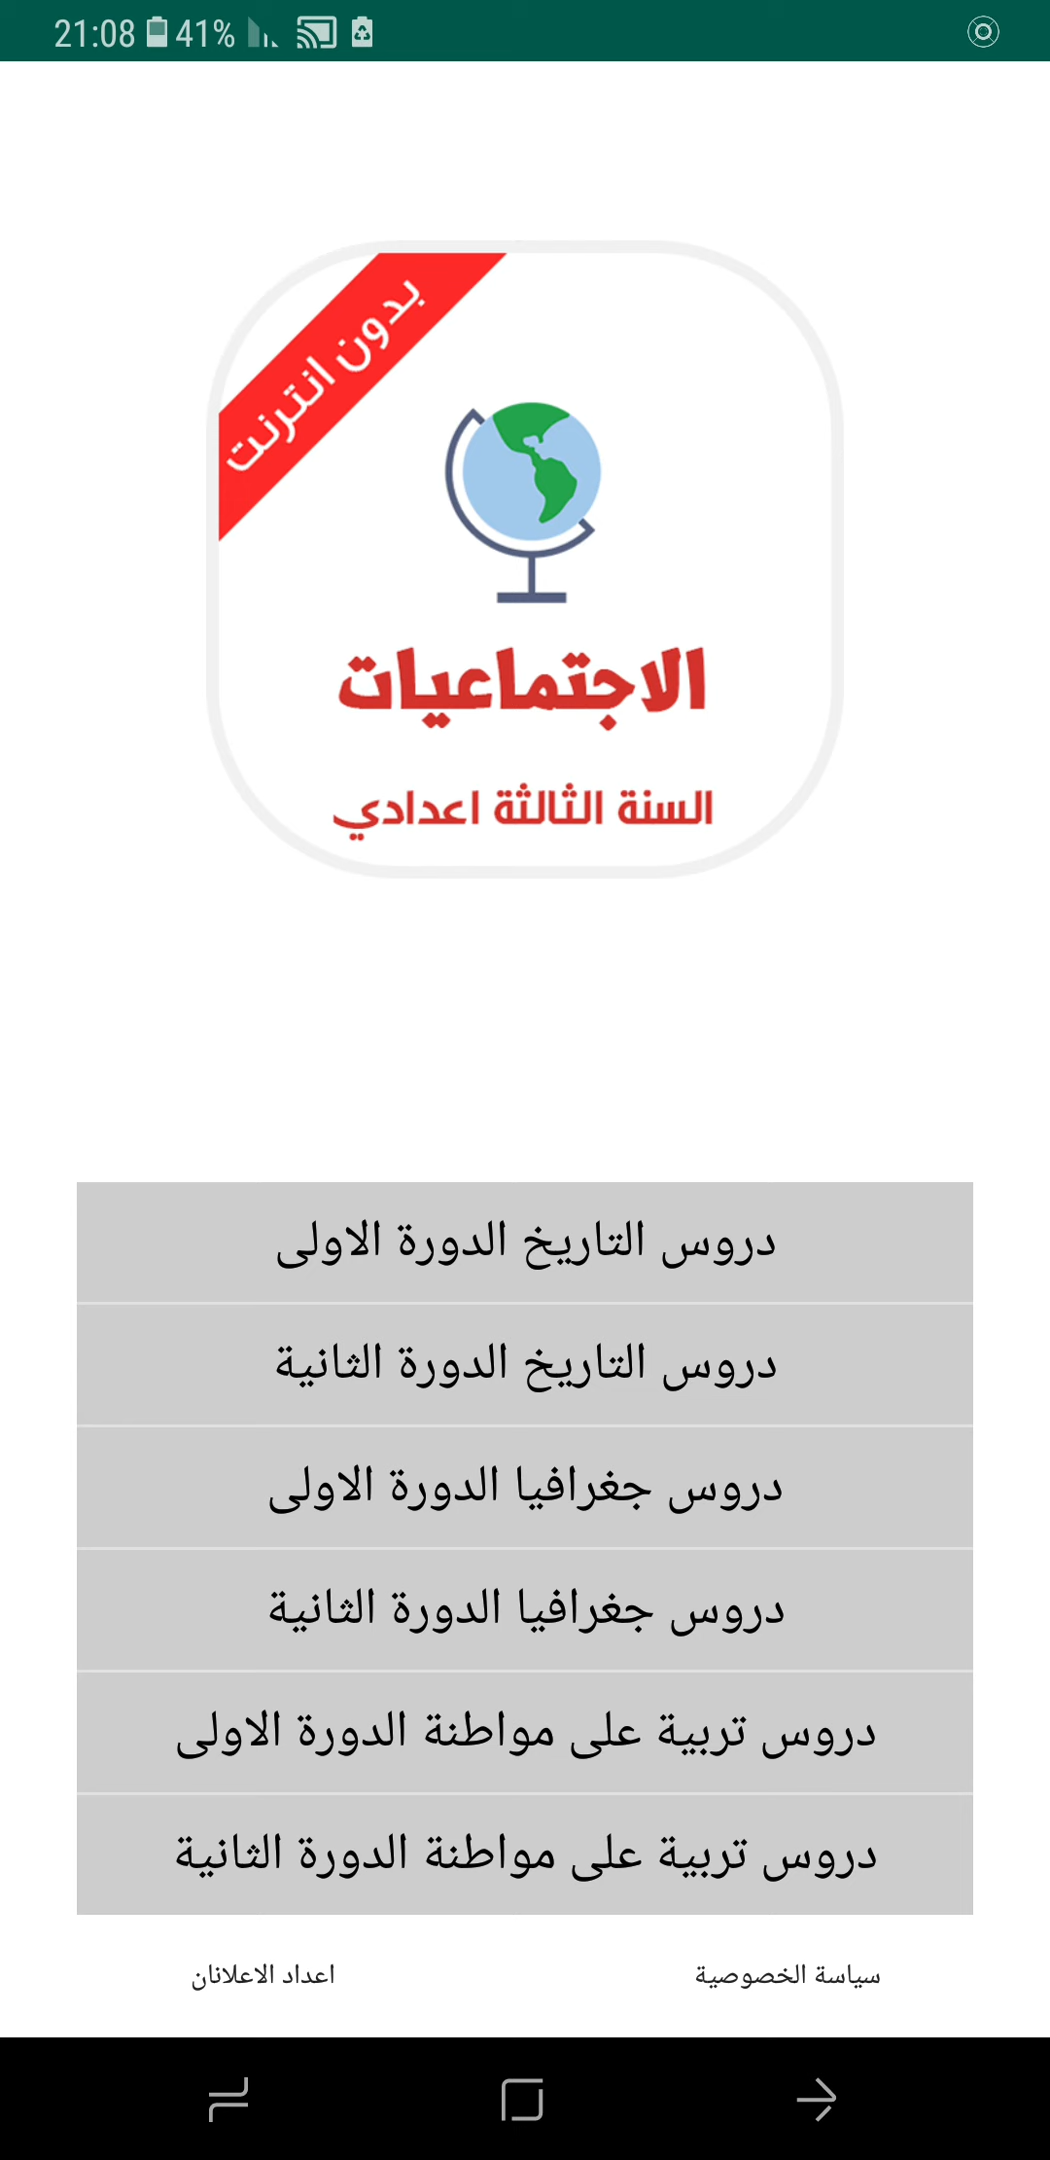 21:08 41%
بدون انترنت
الاجتماعيات
السنة الثالثة اعدادي
دروس التاريخ الدورة الاولى
دروس التاريخ الدورة الثانية
دروس جغرافيا الدورة الاولى
دروس جغرافيا الدورة الثانية
دروس تربية على مواطنة الدورة الاولى
دروس تربية على مواطنة الدورة الثانية
سياسة الخصوصية
اعداد الاعلانان